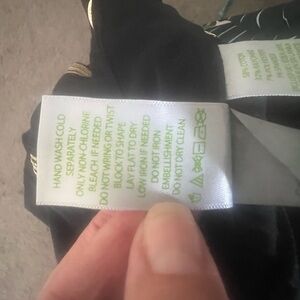 HAND WASH COLD
SEPARATELY
ONLY NON-CHLORINE
BLEACH IF NEEDED
DO NOT WRING OR TWIST
BLOCK TO SHAPE
LAY FLAT TO DRY
LOW IRON IF NEEDED
DO NOT IRON
EMBELLISHMENT
DO NOT DRY CLEAN